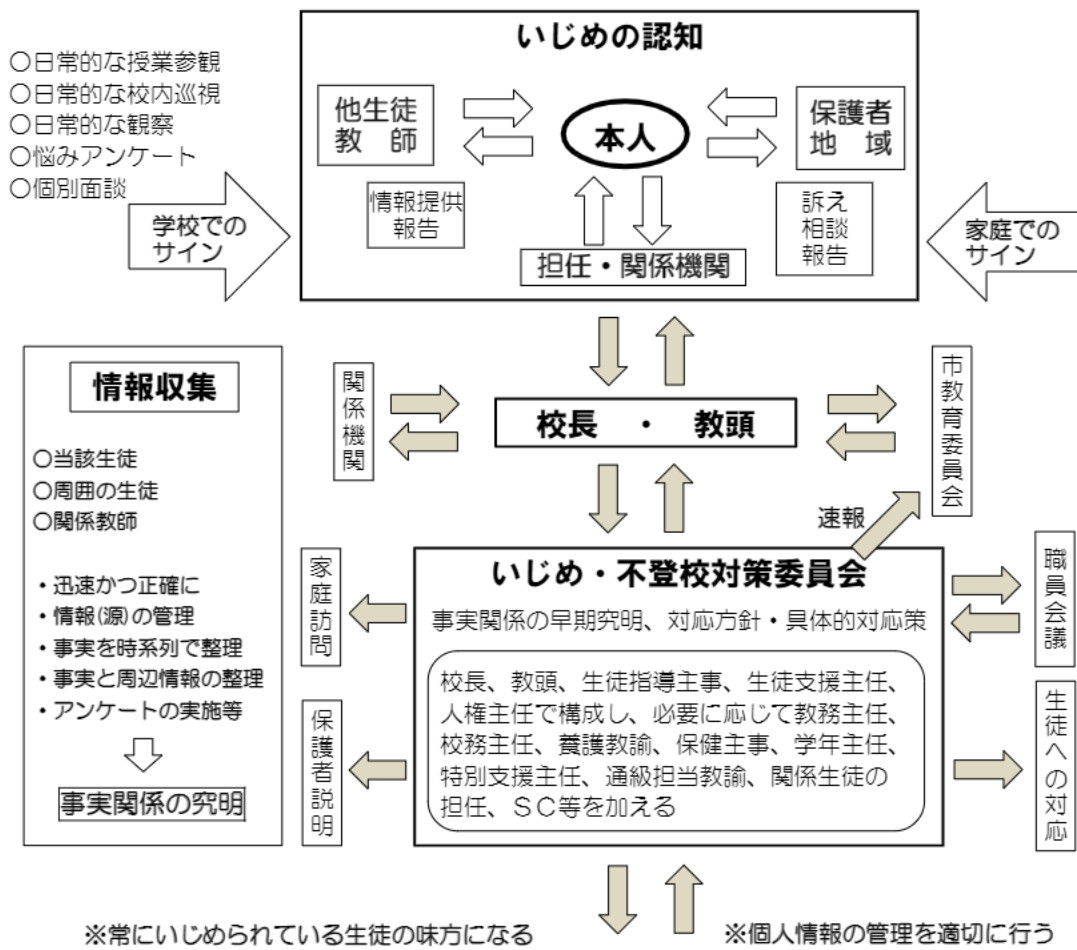 いじめの認知
○日常的な授業参観
○日常的な校内巡視
○日常的な観察
○悩みアンケート
○個別面談
他生徒
教　師
本人
保護者
地　域
情報提供
報告
訴え
相談
報告
担任・関係機関
学校での
サイン
家庭での
サイン
情報収集
○当該生徒
○周囲の生徒
○関係教師
・迅速かつ正確に
・情報(源)の管理
・事実を時系列で整理
・事実と周辺情報の整理
・アンケートの実施等
事実関係の究明
関係機関
校長　・　教頭
市教育委員会
速報
いじめ・不登校対策委員会
事実関係の早期究明、対応方針・具体的対応策
校長、教頭、生徒指導主事、生徒支援主任、
人権主任で構成し、必要に応じて教務主任、
校務主任、養護教諭、保健主事、学年主任、
特別支援主任、通級担当教諭、関係生徒の
担任、ＳＣ等を加える
家庭訪問
保護者説明
職員会議
生徒への対応
※常にいじめられている生徒の味方になる
※個人情報の管理を適切に行う